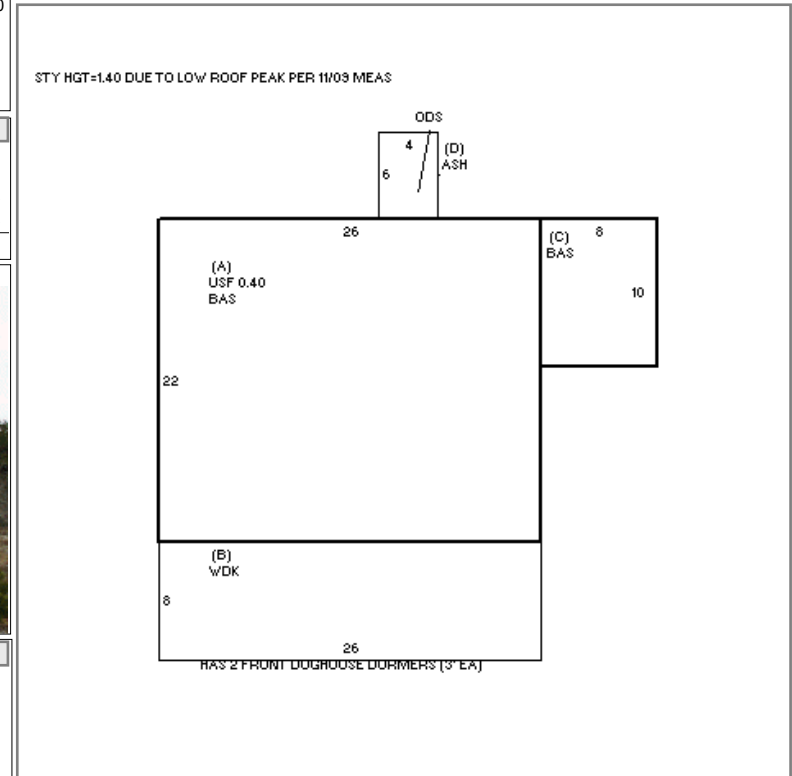 STY HGT=1.40 DUE TO LOW ROOF PEAK PER 11/09 MEAS
ODS
4
(D)
ASH
6
26
(C)
8
BAS
(A)
USF 0.40
BAS
10
22
(B)
WDK
8
26
HAS 2 FRONT DOGHOUSE DORMERS (3' EA)